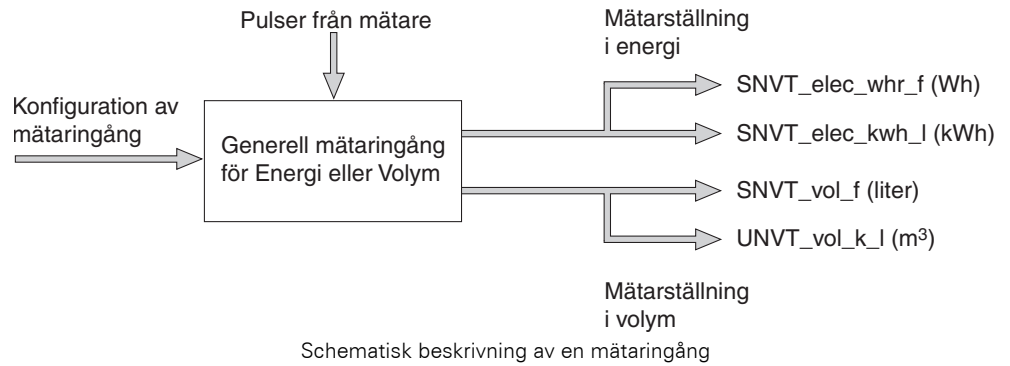 Pulser från mätare
Mätarställning
i energi
SNVT_elec_whr_f (Wh)
Konfiguration av
mätaringång
Generell mätaringång
för Energi eller Volym
SNVT_elec_kwh_l (kWh)
SNVT_vol_f (liter)
UNVT_vol_k_l (m³)
Mätarställning
i volym
Schematisk beskrivning av en mätaringång